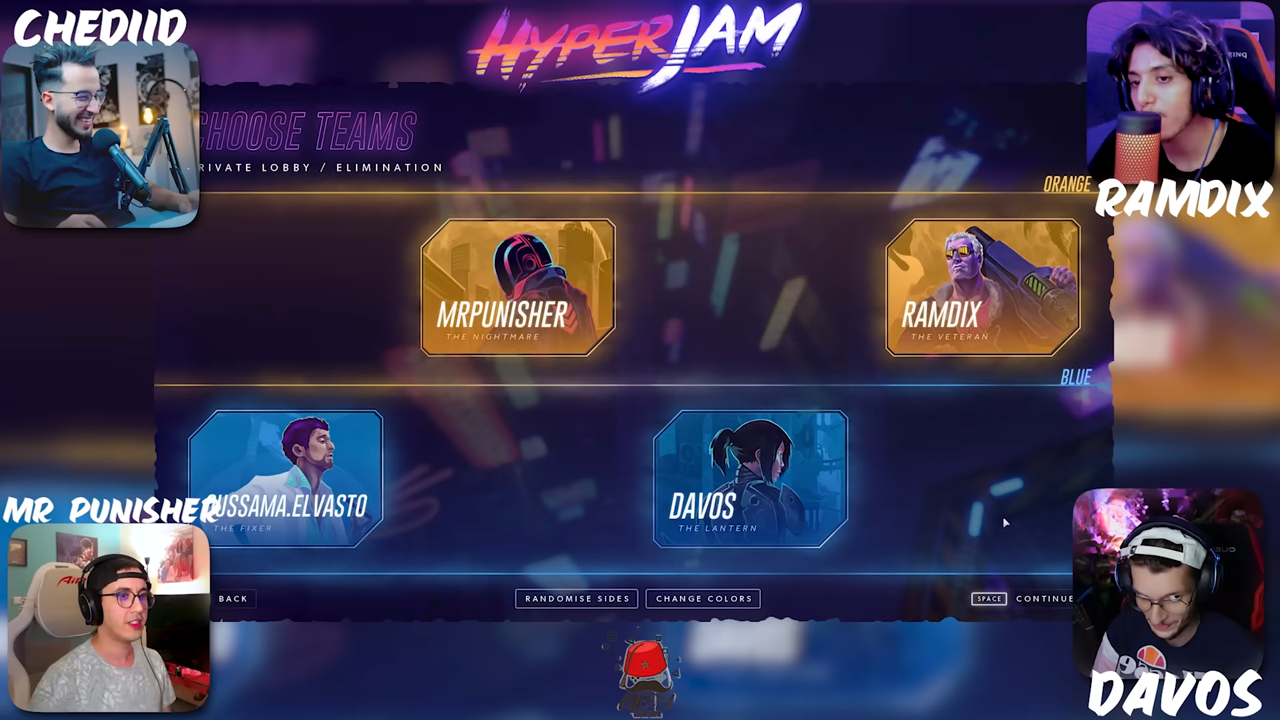 CHEDIID
HYPERJAM
CHOOSE TEAMS
PRIVATE LOBBY / ELIMINATION
ORANGE
RAMDIX
MRPUNISHER
THE NIGHTMARE
RAMDIX
THE VETERAN
BLUE
MR PUNISHER
OUSSAMA.ELVASTO
THE FIXER
DAVOS
THE LANTERN
BACK
RANDOMISE SIDES
CHANGE COLORS
SPACE
CONTINUE
DAVOS